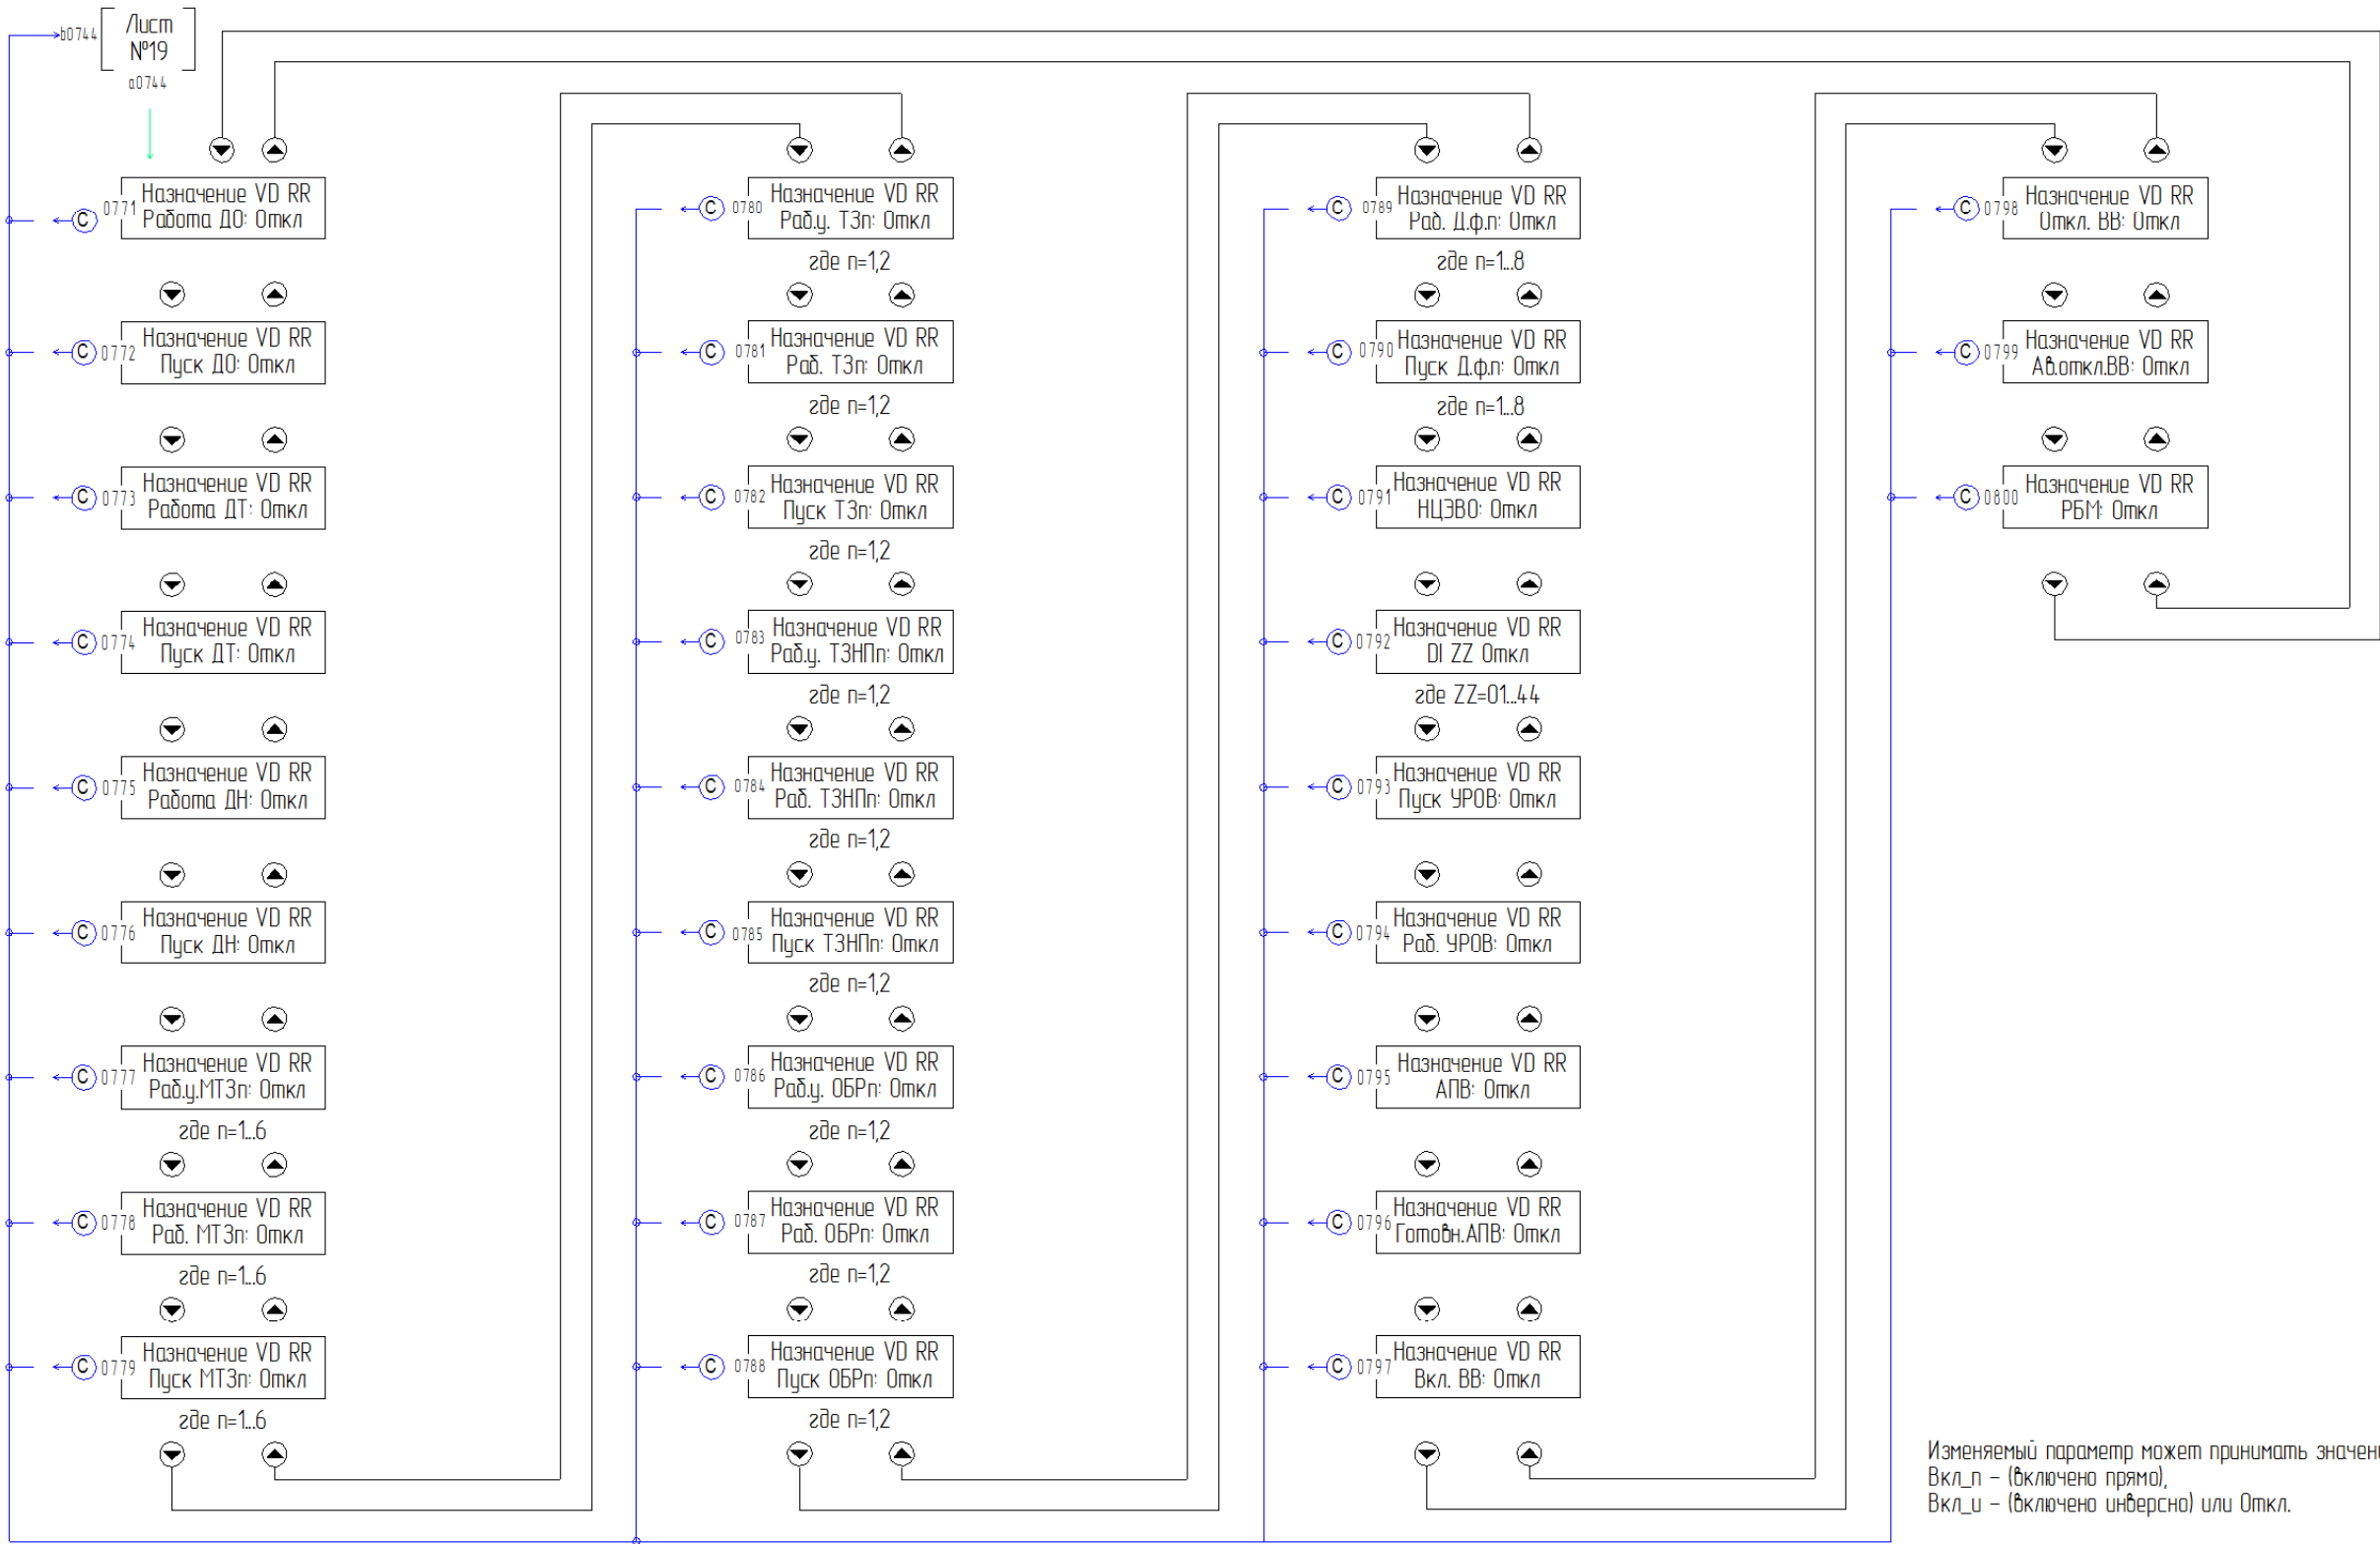 b0744
Лист
№19
a0744
C 0771
Назначение VD RR
Работа ДО: Откл
C 0772
Назначение VD RR
Пуск ДО: Откл
C 0773
Назначение VD RR
Работа ДТ: Откл
C 0774
Назначение VD RR
Пуск ДТ: Откл
C 0775
Назначение VD RR
Работа ДН: Откл
C 0776
Назначение VD RR
Пуск ДН: Откл
C 0777
Назначение VD RR
Раб.у.МТЗn: Откл
где n=1...6
C 0778
Назначение VD RR
Раб. МТЗn: Откл
где n=1...6
C 0779
Назначение VD RR
Пуск МТЗn: Откл
где n=1...6
C 0780
Назначение VD RR
Раб.у. ТЗn: Откл
где n=1,2
C 0781
Назначение VD RR
Раб. ТЗn: Откл
где n=1,2
C 0782
Назначение VD RR
Пуск ТЗn: Откл
где n=1,2
C 0783
Назначение VD RR
Раб.у. ТЗНПn: Откл
где n=1,2
C 0784
Назначение VD RR
Раб. ТЗНПn: Откл
где n=1,2
C 0785
Назначение VD RR
Пуск ТЗНПn: Откл
где n=1,2
C 0786
Назначение VD RR
Раб.у. ОБРn: Откл
где n=1,2
C 0787
Назначение VD RR
Раб. ОБРn: Откл
где n=1,2
C 0788
Назначение VD RR
Пуск ОБРn: Откл
где n=1,2
C 0789
Назначение VD RR
Раб. Д.ф.n: Откл
где n=1...8
C 0790
Назначение VD RR
Пуск Д.ф.n: Откл
где n=1...8
C 0791
Назначение VD RR
НЦЭВО: Откл
C 0792
Назначение VD RR
DI ZZ Откл
где ZZ=01...44
C 0793
Назначение VD RR
Пуск УРОВ: Откл
C 0794
Назначение VD RR
Раб. УРОВ: Откл
C 0795
Назначение VD RR
АПВ: Откл
C 0796
Назначение VD RR
Готовн.АПВ: Откл
C 0797
Назначение VD RR
Вкл. ВВ: Откл
C 0798
Назначение VD RR
Откл. ВВ: Откл
C 0799
Назначение VD RR
Ав.откл.ВВ: Откл
C 0800
Назначение VD RR
РБМ: Откл
Изменяемый параметр может принимать значен
Вкл_п – (включено прямо),
Вкл_и – (включено инверсно) или Откл.